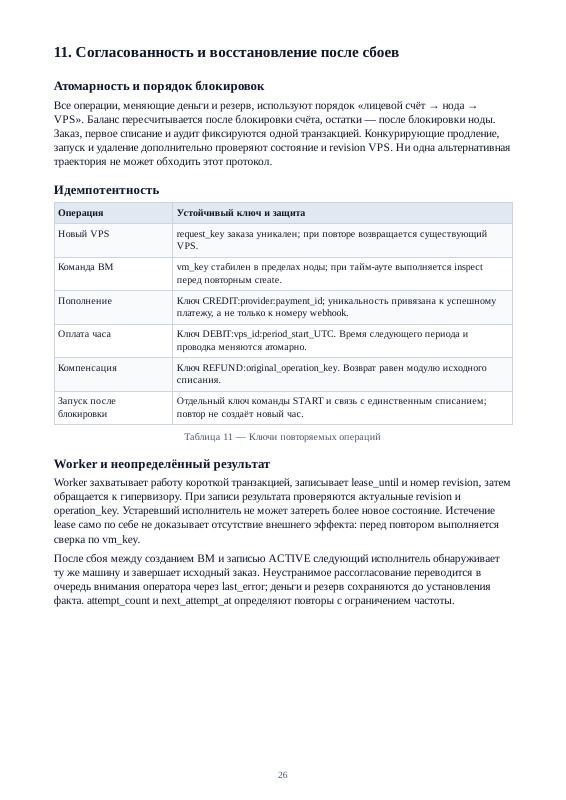 11. Согласованность и восстановление после сбоев
Атомарность и порядок блокировок
Все операции, меняющие деньги и резерв, используют порядок «лицевой счёт → нода →
VPS». Баланс пересчитывается после блокировки счёта, остатки — после блокировки ноды.
Заказ, первое списание и аудит фиксируются одной транзакцией. Конкурирующие продление,
запуск и удаление дополнительно проверяют состояние и revision VPS. Ни одна альтернативная
траектория не может обходить этот протокол.
Идемпотентность
Операция
Устойчивый ключ и защита
Новый VPS
request_key заказа уникален; при повторе возвращается существующий
VPS.
Команда ВМ
vm_key стабилен в пределах ноды; при тайм-ауте выполняется inspect
перед повторным create.
Пополнение
Ключ CREDIT:provider:payment_id; уникальность привязана к успешному
платежу, а не только к номеру webhook.
Оплата часа
Ключ DEBIT:vps_id:period_start_UTC. Время следующего периода и
проводка меняются атомарно.
Компенсация
Ключ REFUND:original_operation_key. Возврат равен модулю исходного
списания.
Запуск после
блокировки
Отдельный ключ команды START и связь с единственным списанием;
повтор не создаёт новый час.
Таблица 11 — Ключи повторяемых операций
Worker и неопределённый результат
Worker захватывает работу короткой транзакцией, записывает lease_until и номер revision, затем
обращается к гипервизору. При записи результата проверяются актуальные revision и
operation_key. Устаревший исполнитель не может затереть более новое состояние. Истечение
lease само по себе не доказывает отсутствие внешнего эффекта: перед повтором выполняется
сверка по vm_key.
После сбоя между созданием ВМ и записью ACTIVE следующий исполнитель обнаруживает
ту же машину и завершает исходный заказ. Неустранимое рассогласование переводится в
очередь внимания оператора через last_error; деньги и резерв сохраняются до установления
факта. attempt_count и next_attempt_at определяют повторы с ограничением частоты.
26